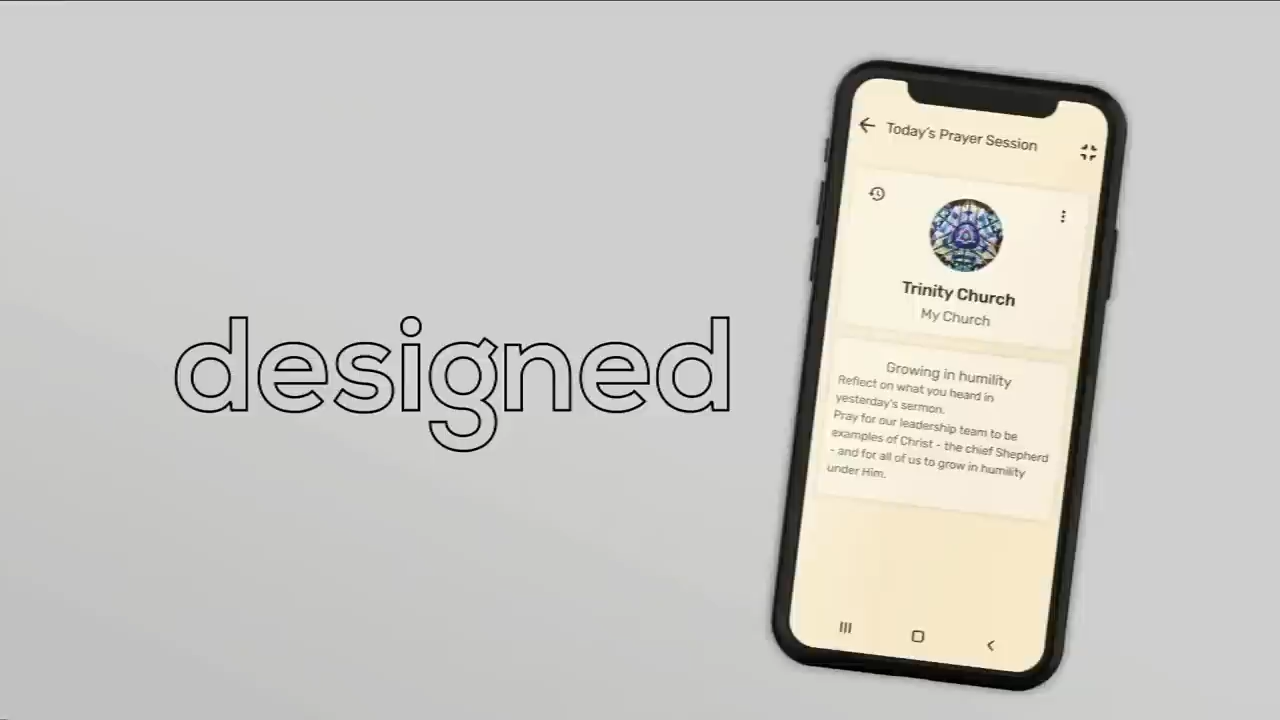 designed
Today's Prayer Session
Trinity Church
My Church
Growing in humility
Reflect on what you heard in
yesterday's sermon.
Pray for our leadership team to be
examples of Christ - the chief Shepherd
- and for all of us to grow in humility
under Him.